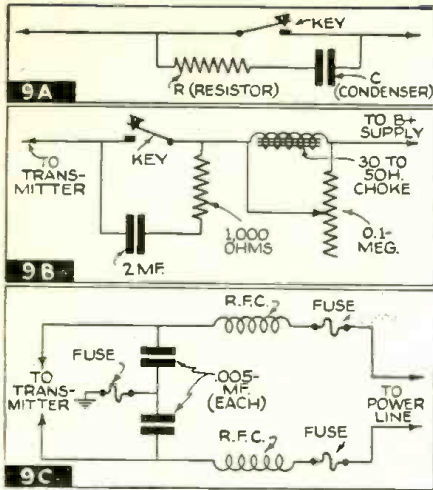 KEY
R (RESISTOR)
C
(CONDENSER)
9A
TO B+
SUPPLY
TO
TRANS-
MITTER
KEY
30 TO
50H.
CHOKE
1,000
OHMS
0.1-
MEG.
2 MF.
9B
R.F.C.
FUSE
FUSE
TO
TRANS-
MITTER
.005-
MF.
(EACH)
TO
POWER
LINE
R.F.C.
FUSE
9C